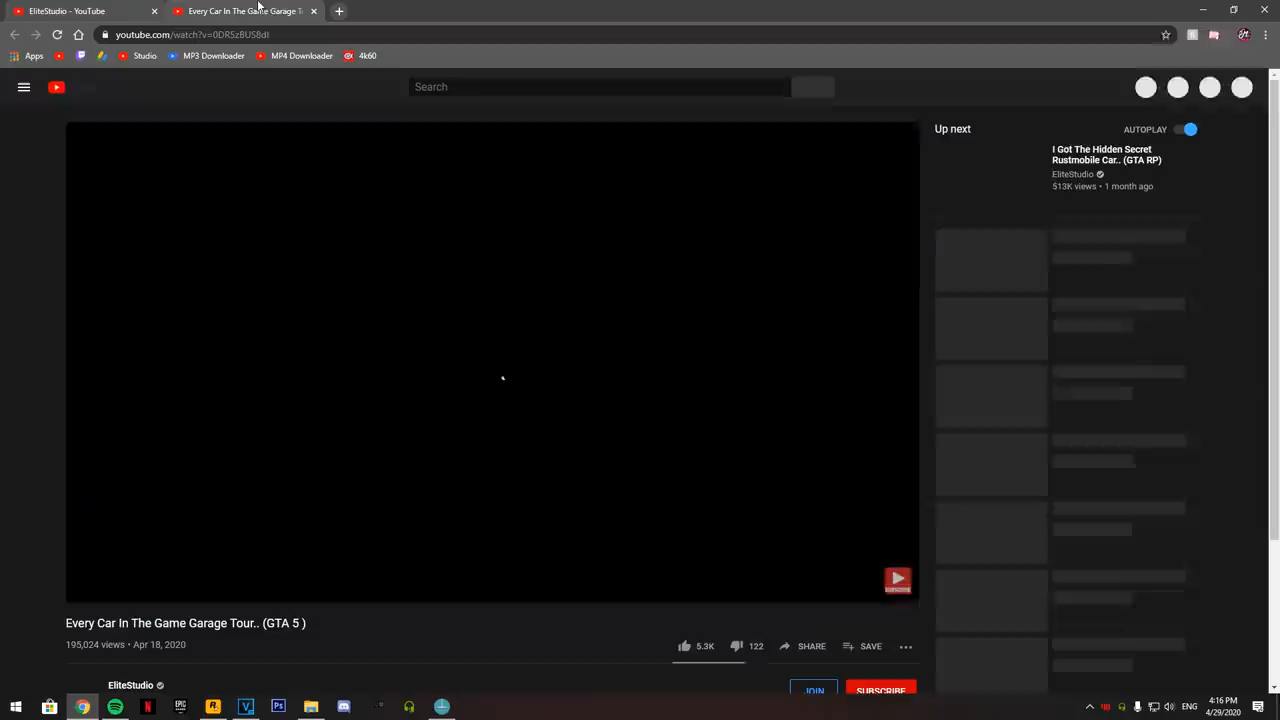 EliteStudio - YouTube
Every Car In The Game Garage T
youtube.com/watch?v=0DR5zBUS8dI
Apps
Studio
MP3 Downloader
MP4 Downloader
4k60
Search
Up next
AUTOPLAY
I Got The Hidden Secret
Rustmobile Car.. (GTA RP)
EliteStudio
513K views • 1 month ago
Every Car In The Game Garage Tour.. (GTA 5 )
195,024 views • Apr 18, 2020
5.3K
122
SHARE
SAVE
EliteStudio
JOIN
SUBSCRIBE
ENG
4:16 PM
4/29/2020